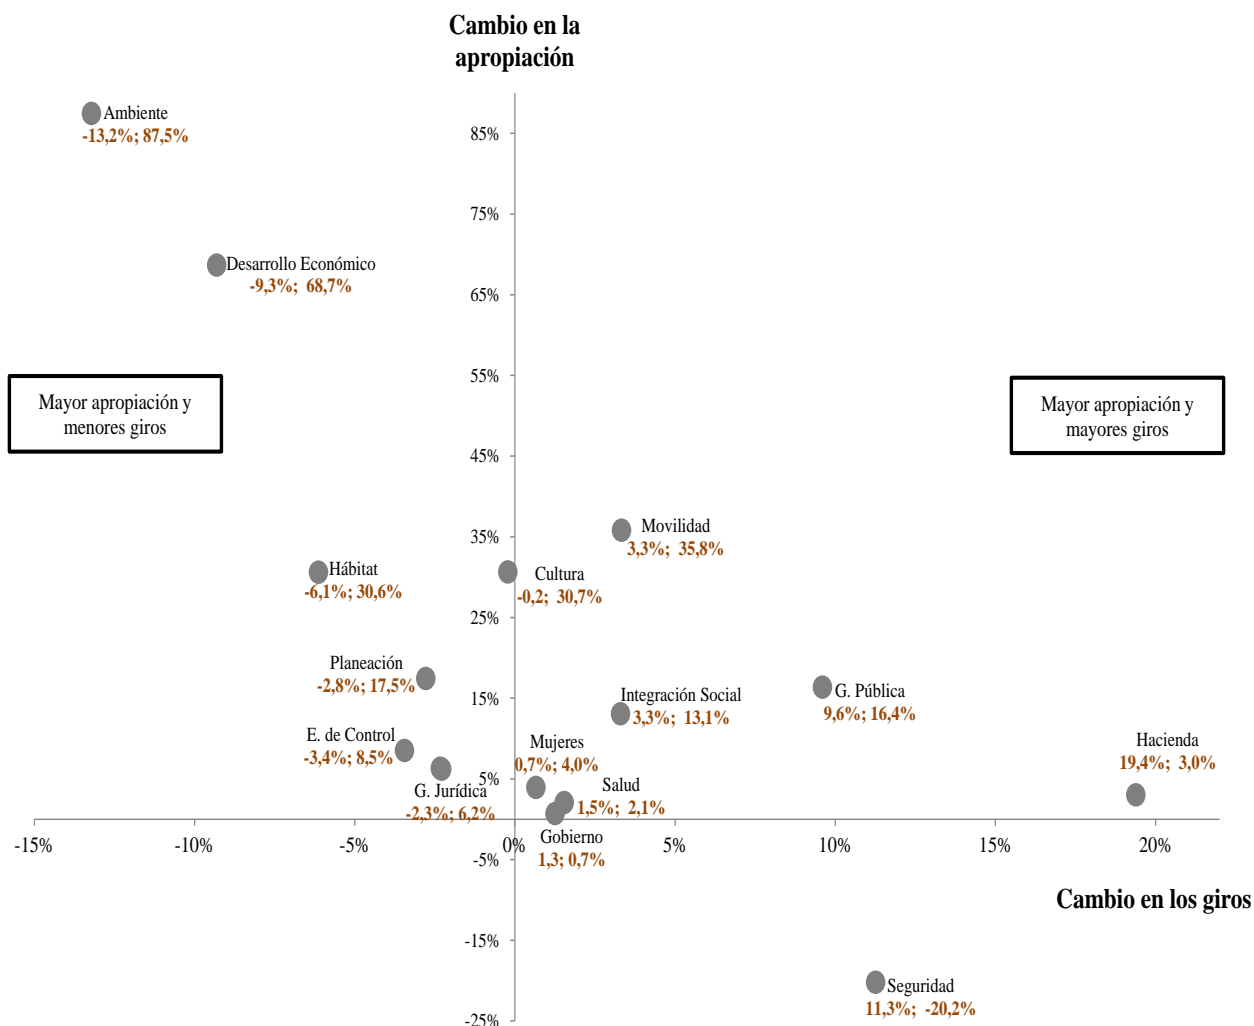 Cambio en la
apropiación
Ambiente
-13,2%; 87,5%
85%
75%
Desarrollo Económico
-9,3%;  68,7%
65%
55%
Mayor apropiación y
menores giros
Mayor apropiación y
mayores giros
45%
35%
Movilidad
3,3%;  35,8%
Hábitat
-6,1%; 30,6%
Cultura
-0,2;  30,7%
25%
Planeación
-2,8%; 17,5%
15%
Integración Social
3,3%;  13,1%
G. Pública
9,6%; 16,4%
E. de Control
-3,4%; 8,5%
Mujeres
0,7%; 4,0%
Hacienda
19,4%;  3,0%
5%
G. Jurídica
-2,3%; 6,2%
Salud
1,5%;  2,1%
Gobierno
1,3; 0,7%
-15%
-10%
-5%
0%
5%
10%
15%
20%
-5%
Cambio en los giros
-15%
Seguridad
11,3%;  -20,2%
-25%